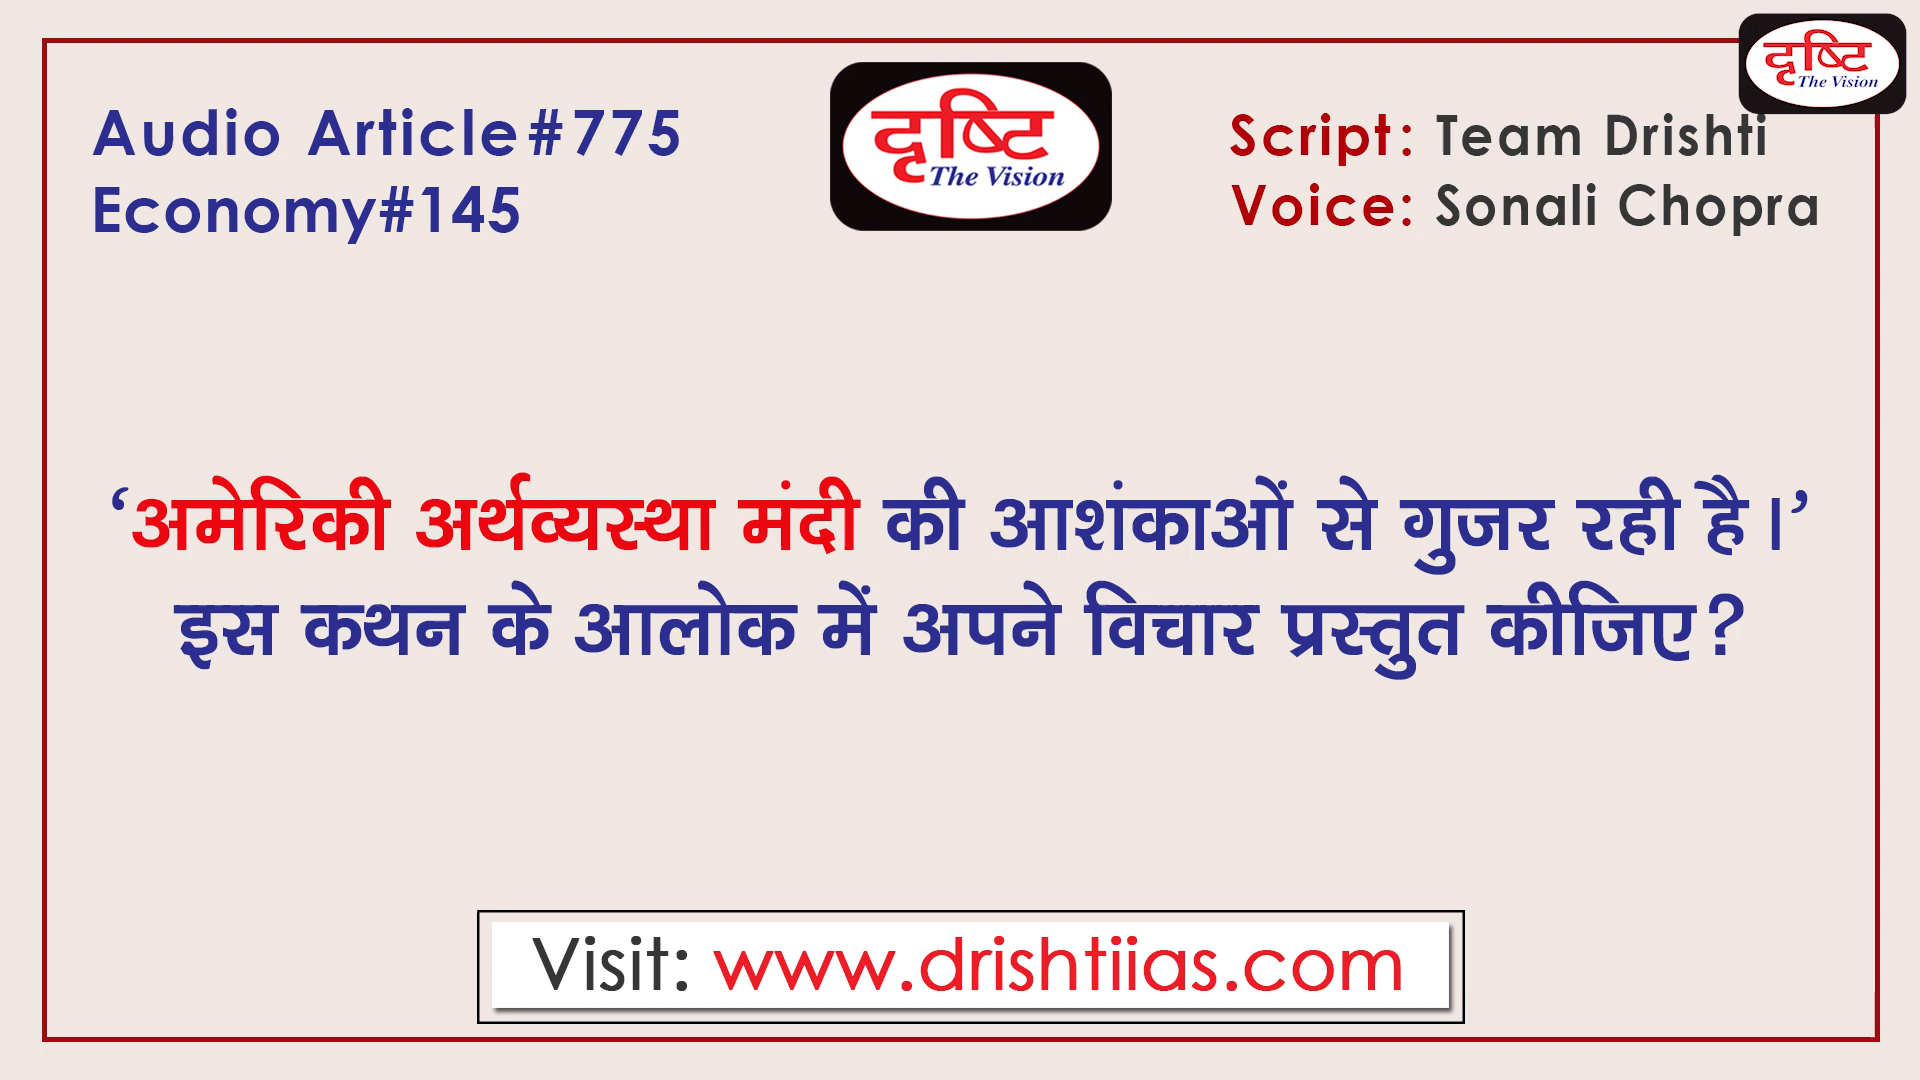 दृष्टि
The Vision
Audio Article#775
Economy#145
दृष्टि
The Vision
Script: Team Drishti
Voice: Sonali Chopra
‘अमेरिकी अर्थव्यस्था मंदी की आशंकाओं से गुजर रही है।’
इस कथन के आलोक में अपने विचार प्रस्तुत कीजिए?
Visit: www.drishtiias.com